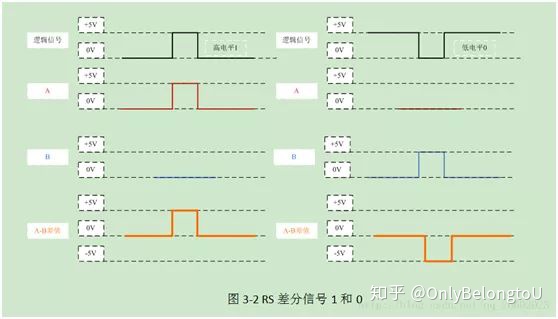 逻辑信号
+5V
0V
高电平1
A
+5V
0V
B
+5V
0V
A-B差值
+5V
0V
-5V
逻辑信号
+5V
0V
低电平0
A
+5V
0V
B
+5V
0V
A-B差值
+5V
0V
-5V
图 3-2 RS 差分信号 1 和 0
知乎 @OnlyBelongtoU